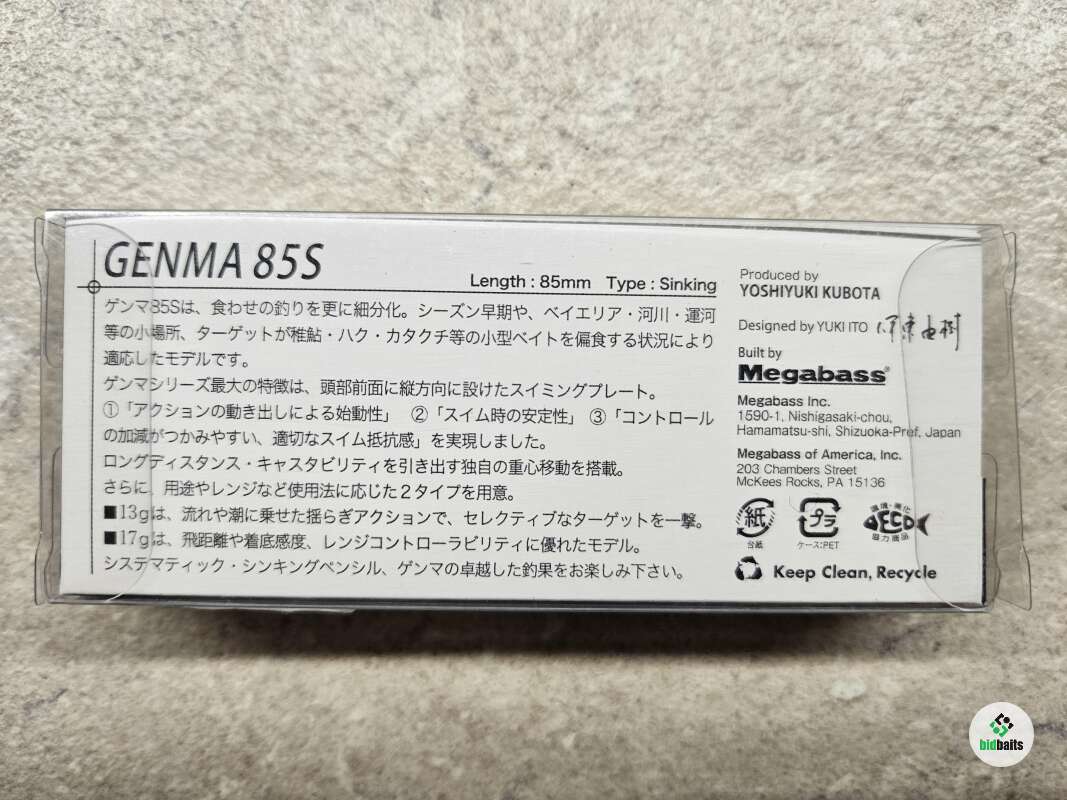 GENMA 85S
Length : 85mm Type : Sinking
ゲンマ85Sは、食わせの釣りを更に細分化。シーズン早期や、ベイエリア・河川・運河
等の小場所、ターゲットが稚鮎・ハク・カタクチ等の小型ベイトを偏食する状況により
適応したモデルです。
ゲンマシリーズ最大の特徴は、頭部前面に縦方向に設けたスイミングプレート。
①「アクションの動き出しによる始動性」 ②「スイム時の安定性」 ③「コントロール
の加減がつかみやすい、適切なスイム抵抗感」を実現しました。
ロングディスタンス・キャスタビリティを引き出す独自の重心移動を搭載。
さらに、用途やレンジなど使用法に応じた2タイプを用意。
■13gは、流れや潮に乗せた揺らぎアクションで、セレクティブなターゲットを一撃。
■17gは、飛距離や着底感度、レンジコントローラビリティに優れたモデル。
システマティック・シンキングペンシル、ゲンマの卓越した釣果をお楽しみ下さい。
Produced by
YOSHIYUKI KUBOTA
Designed by YUKI ITO 伊東由樹
Built by
Megabass®
Megabass Inc.
1590-1, Nishigasaki-chou,
Hamamatsu-shi, Shizuoka-Pref, Japan
Megabass of America, Inc.
203 Chambers Street
McKees Rocks, PA 15136
紙
台紙
プラ
ケース:PET
環境・美化
ECO
協力商品
Keep Clean, Recycle
bidbaits